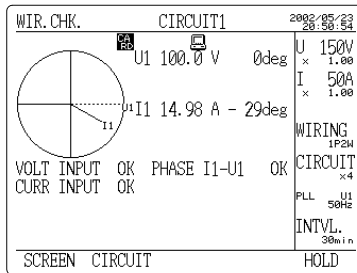 WIR.CHK. CIRCUIT1 2002/05/23
20:50:54
CA
RD
U1 100.0 V 0deg
U1
I1 14.98 A - 29deg
I1
VOLT INPUT OK PHASE I1-U1 OK
CURR INPUT OK
U 150V
× 1.00
I 50A
× 1.00
WIRING
1P2W
CIRCUIT
×4
PLL U1
50Hz
INTVL.
30min
SCREEN CIRCUIT HOLD